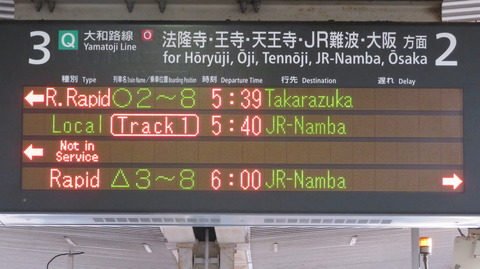 3 Q 大和路線 O 法隆寺・王寺・天王寺・JR難波・大阪 方面 2
Yamatoji Line for Hōryūji, Ōji, Tennōji, JR-Namba, Osaka
種別 Type 列車名/Train Name/乗車位置 Boarding Position 時刻 Departure Time 行先 Destination 遅れ Delay
←R.Rapid ○2〜8 5:39 Takarazuka
Local Track 1 5:40 JR-Namba
← Not in
Service
Rapid △3〜8 6:00 JR-Namba →